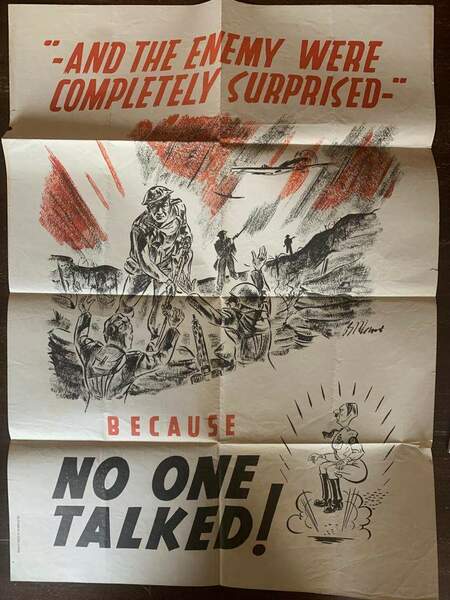 "-AND THE ENEMY WERE
COMPLETELY SURPRISED-"
BECAUSE
NO ONE
TALKED!